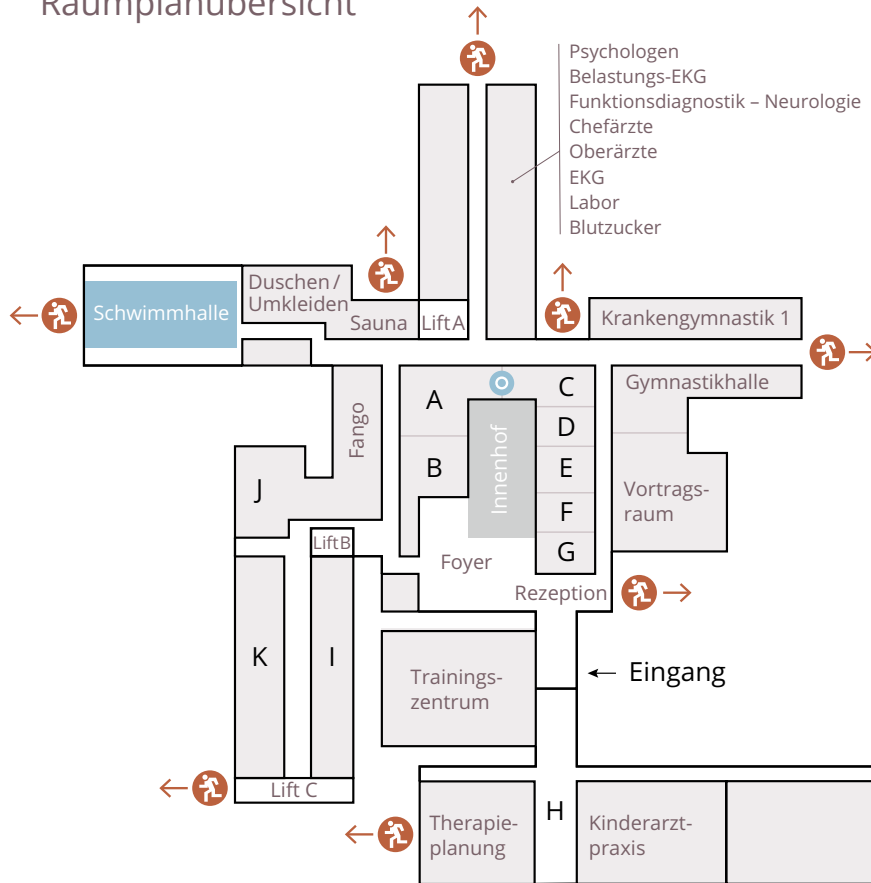 Raumplanübersicht
Psychologen
Belastungs-EKG
Funktionsdiagnostik – Neurologie
Chefärzte
Oberärzte
EKG
Labor
Blutzucker
Duschen /
Umkleiden
Schwimmhalle
Sauna
Lift A
Krankengymnastik 1
Gymnastikhalle
A
C
Fango
D
B
Innenhof
E
J
Vortrags-
raum
F
Lift B
G
Foyer
Rezeption
K
I
Trainings-
zentrum
Eingang
Lift C
H
Therapie-
planung
Kinderarzt-
praxis